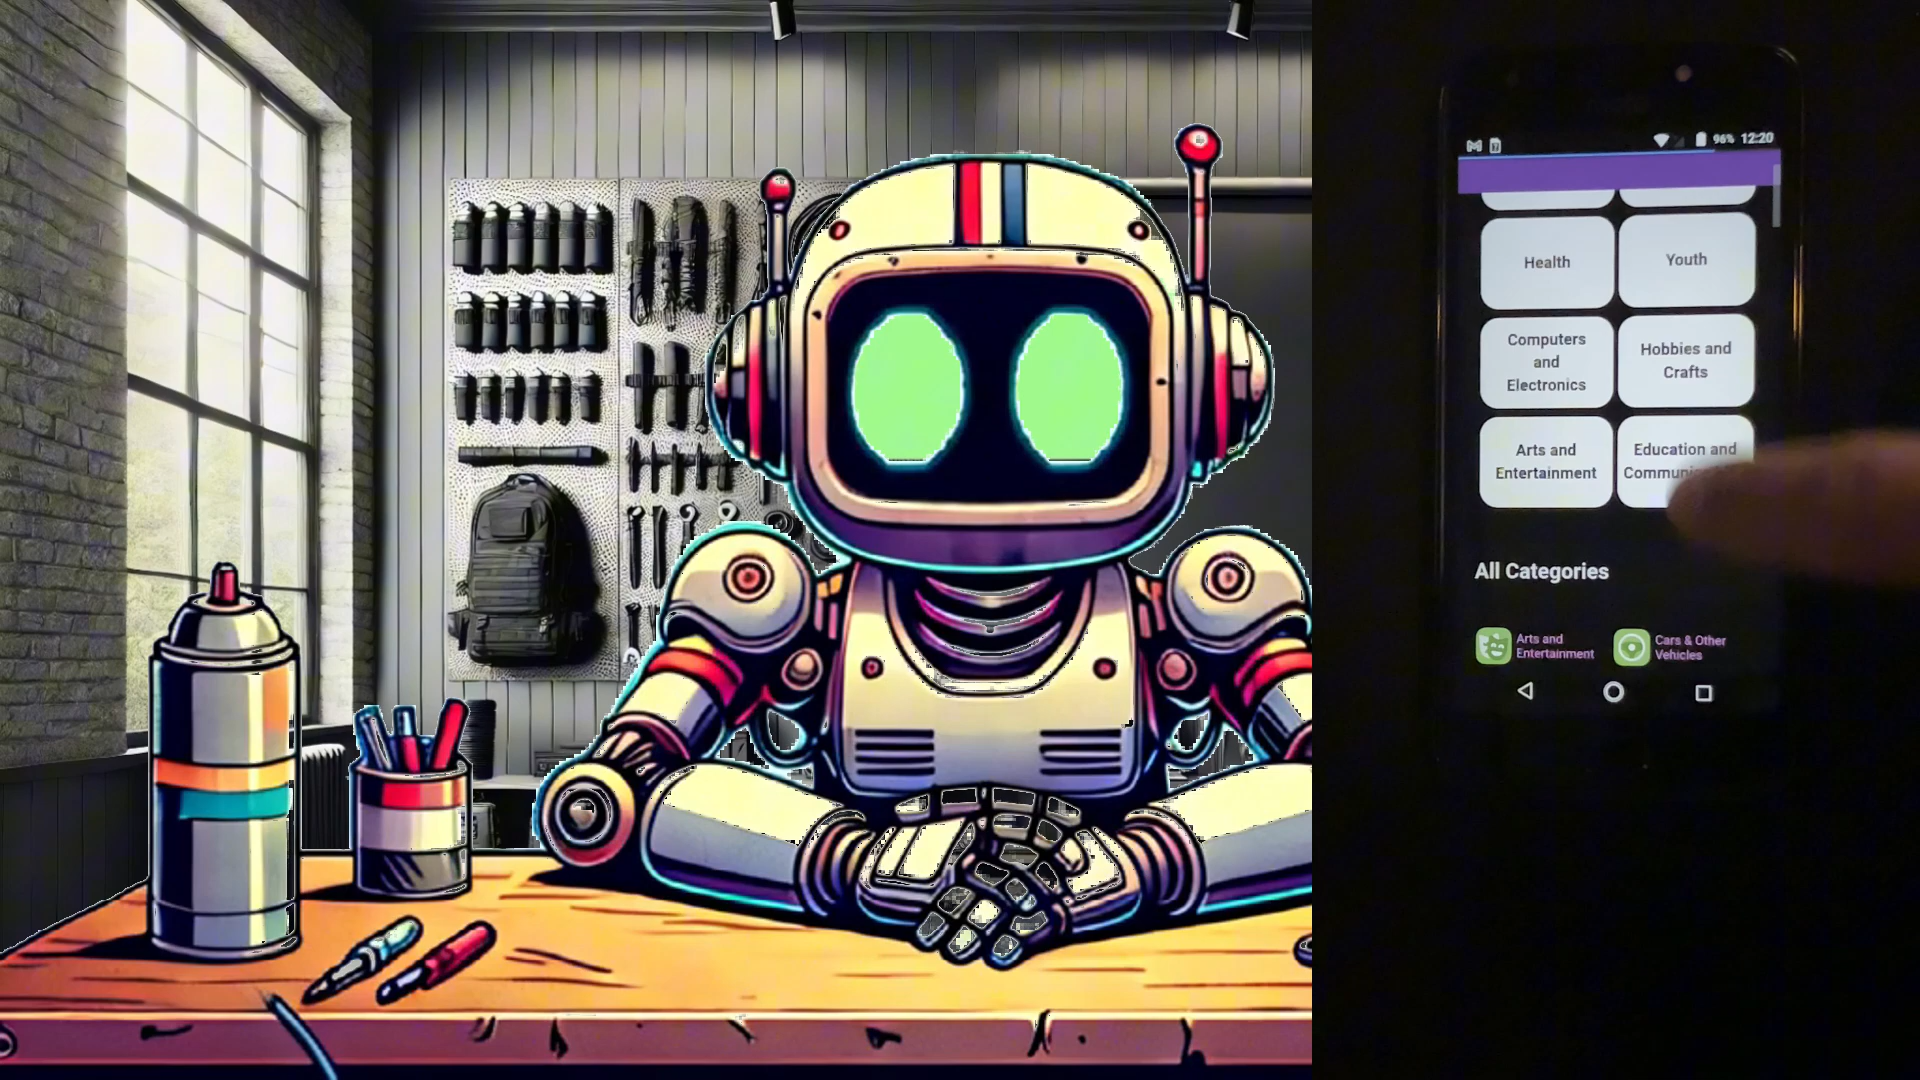 96% 12:20
Health
Youth
Computers
and
Electronics
Hobbies and
Crafts
Arts and
Entertainment
Education and
All Categories
Arts and
Entertainment
Cars & Other
Vehicles